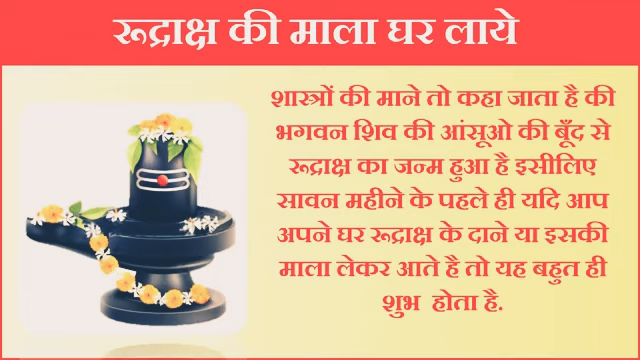 रूद्राक्ष की माला घर लाये
शास्त्रों की माने तो कहा जाता है की
भगवन शिव की आंसूओ की बूँद से
रूद्राक्ष का जन्म हुआ है इसीलिए
सावन महीने के पहले ही यदि आप
अपने घर रूद्राक्ष के दाने या इसकी
माला लेकर आते है तो यह बहुत ही
शुभ होता है.